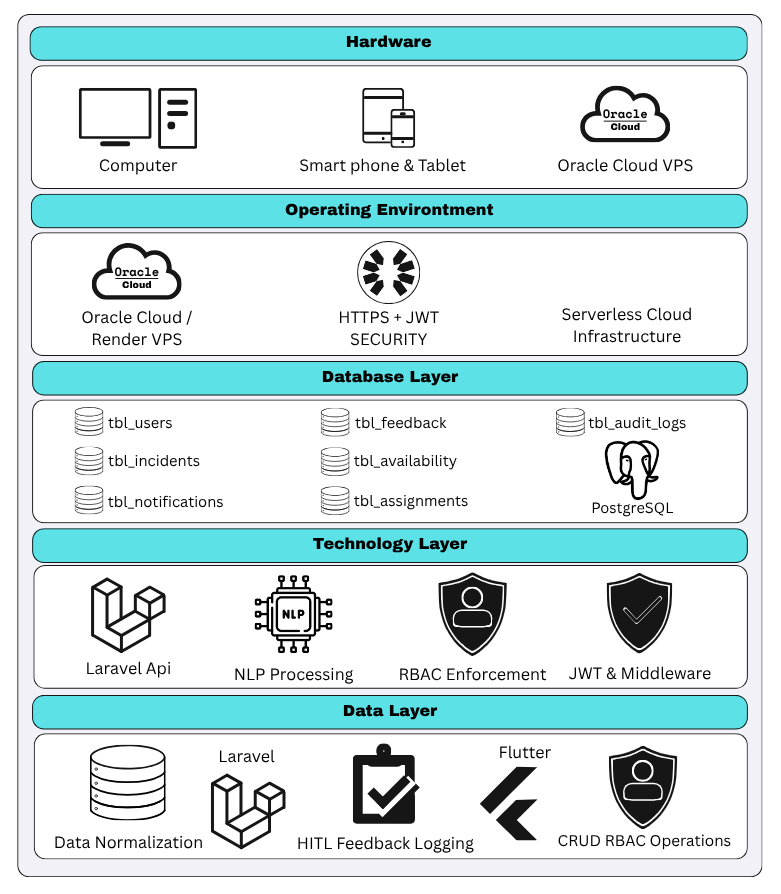 Hardware
Oracle
Cloud
Computer
Smart phone & Tablet
Oracle Cloud VPS
Operating Environtment
Oracle
Cloud
Oracle Cloud /
Render VPS
HTTPS + JWT
SECURITY
Serverless Cloud
Infrastructure
Database Layer
tbl_users
tbl_feedback
tbl_audit_logs
tbl_incidents
tbl_availability
tbl_notifications
tbl_assignments
PostgreSQL
Technology Layer
NLP
Laravel Api
NLP Processing
RBAC Enforcement
JWT & Middleware
Data Layer
Laravel
Flutter
Data Normalization
HITL Feedback Logging
CRUD RBAC Operations